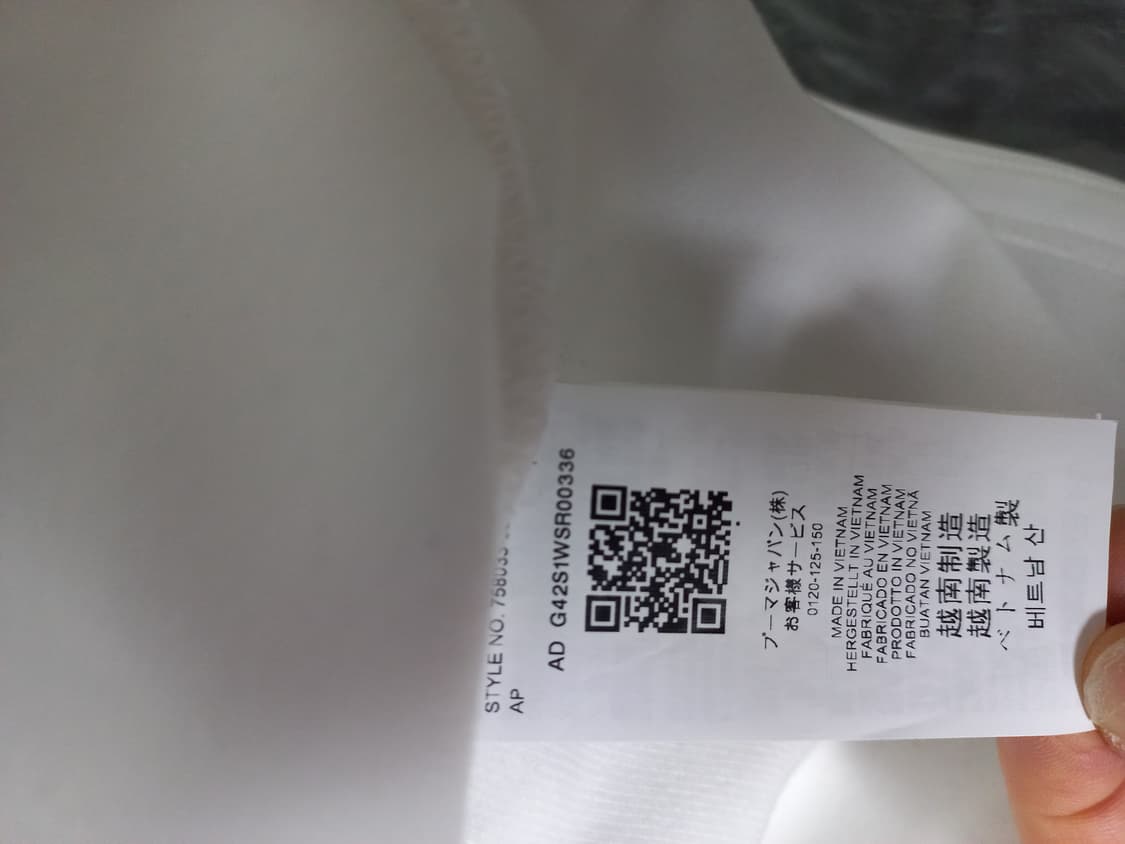 STYLE NO. 758035
AP
AD G42S1WSR00336
プーマジャパン(株)
お客様サービス
0120-125-150
MADE IN VIETNAM
HERGESTELLT IN VIETNAM
FABRIQUÉ AU VIETNAM
FABRICADO EN VIETNAM
PRODOTTO IN VIETNAM
FABRICADO NO VIETNÃ
BUATAN VIETNAM
越南制造
越南製造
ベトナム製
베트남 산